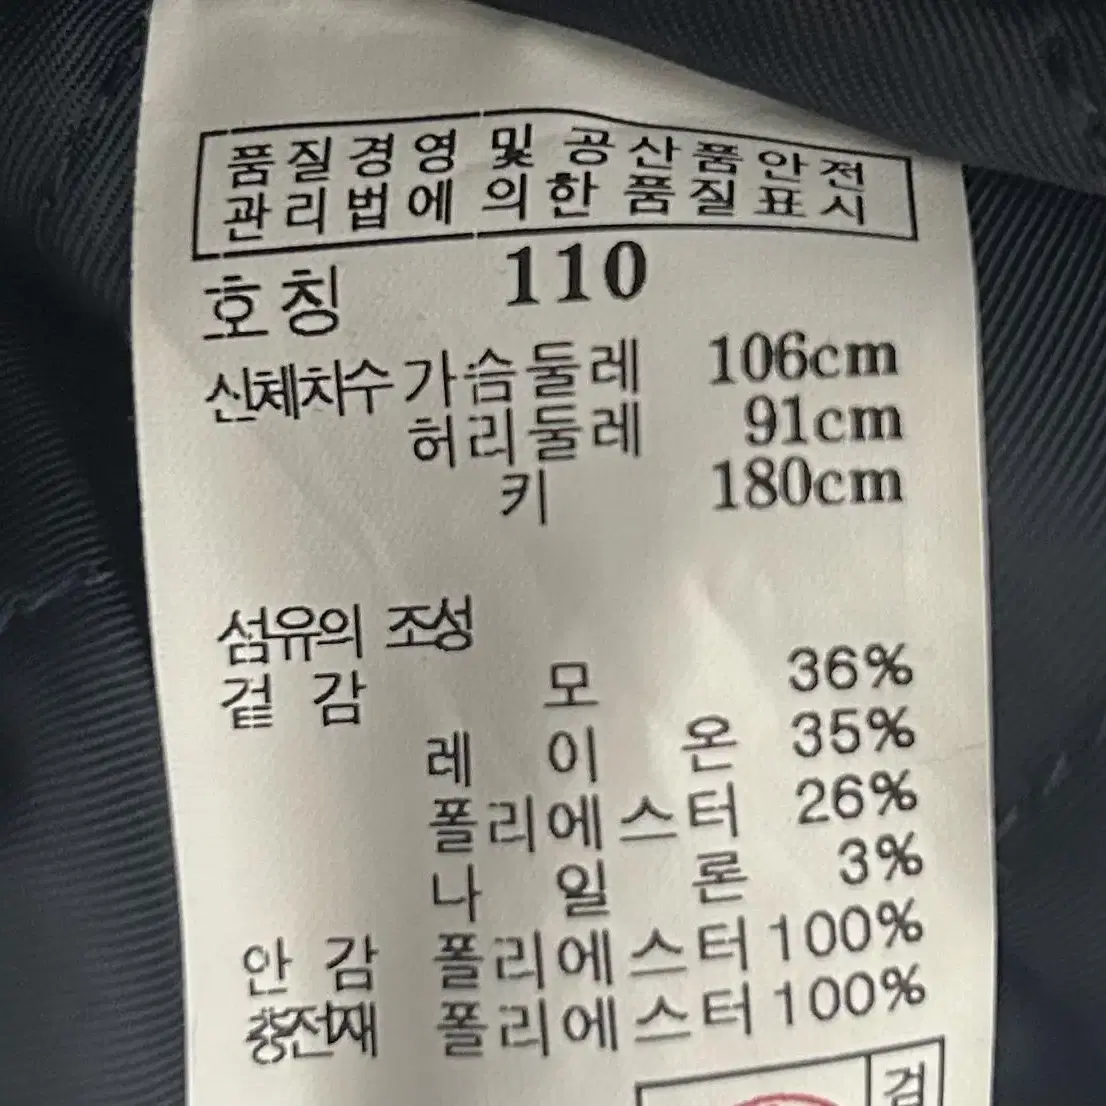 품질경영 및 공산품안전
관리법에 의한 품질표시
호칭 110
신체치수 가슴둘레 106cm
허리둘레 91cm
키 180cm
섬유의 조성
겉감 모 36%
레이온 35%
폴리에스터 26%
나일론 3%
안감 폴리에스터 100%
충전재 폴리에스터 100%
검